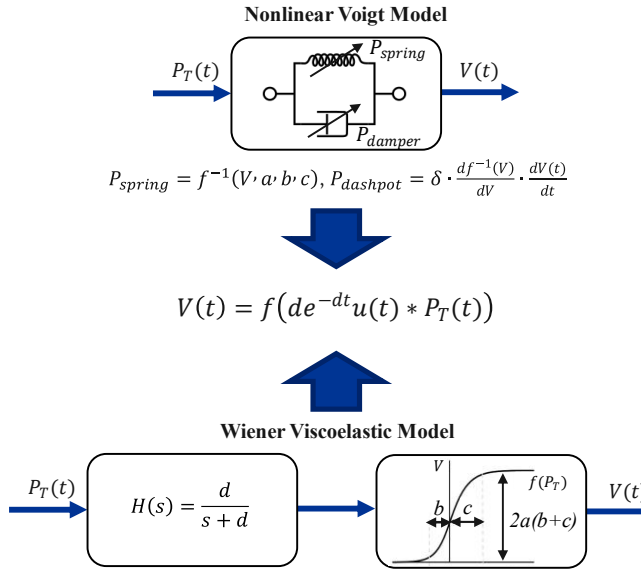 Nonlinear Voigt Model
P_T(t)
P_spring
V(t)
P_damper
P_spring = f^{-1}(V, a, b, c), P_dashpot = δ · df^{-1}(V)/dV · dV(t)/dt
V(t) = f(de^{-dt}u(t) * P_T(t))
Wiener Viscoelastic Model
P_T(t)
H(s) = d/(s + d)
V
f(P_T)
b
c
2a(b+c)
V(t)